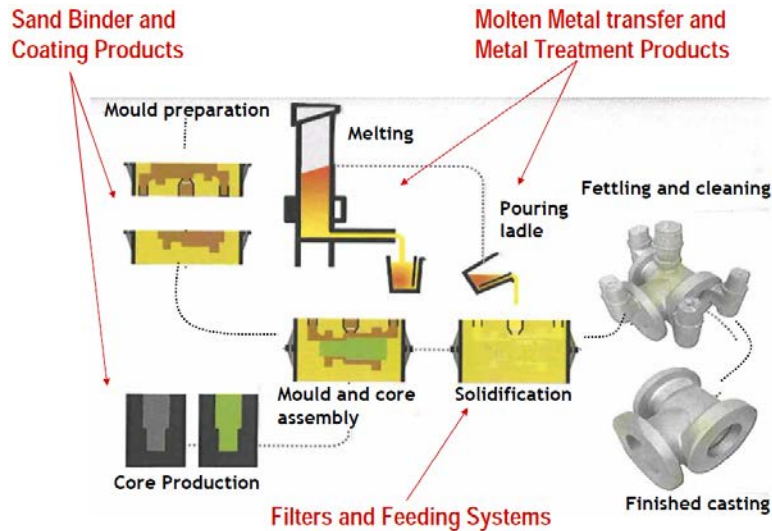 Sand Binder and
Coating Products
Molten Metal transfer and
Metal Treatment Products
Mould preparation
Melting
Fettling and cleaning
Pouring
ladle
Mould and core
assembly
Solidification
Core Production
Finished casting
Filters and Feeding Systems